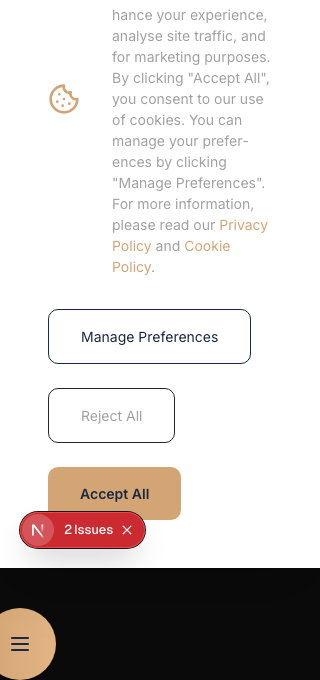 hance your experience,
analyse site traffic, and
for marketing purposes.
By clicking "Accept All",
you consent to our use
of cookies. You can
manage your prefer-
ences by clicking
"Manage Preferences".
For more information,
please read our Privacy
Policy and Cookie
Policy.
Manage Preferences
Reject All
Accept All
N 2 Issues